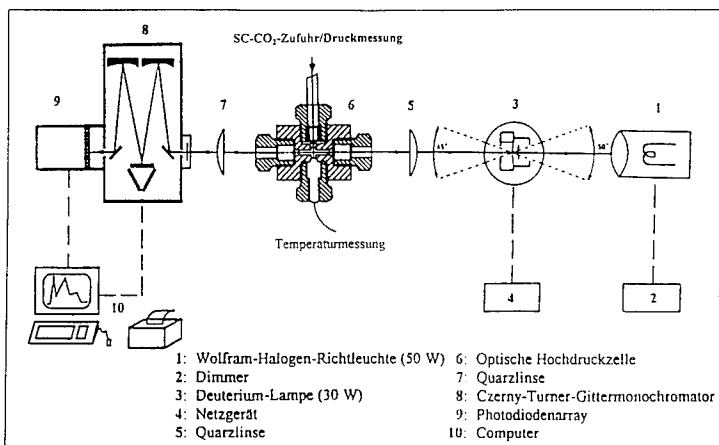 SC-CO₂-Zufuhr/Druckmessung
8
9
7
6
5
3
1
45°
50°
Temperaturmessung
10
4
2
1: Wolfram-Halogen-Richtleuchte (50 W)
2: Dimmer
3: Deuterium-Lampe (30 W)
4: Netzgerät
5: Quarzlinse
6: Optische Hochdruckzelle
7: Quarzlinse
8: Czerny-Turner-Gittermonochromator
9: Photodiodenarray
10: Computer